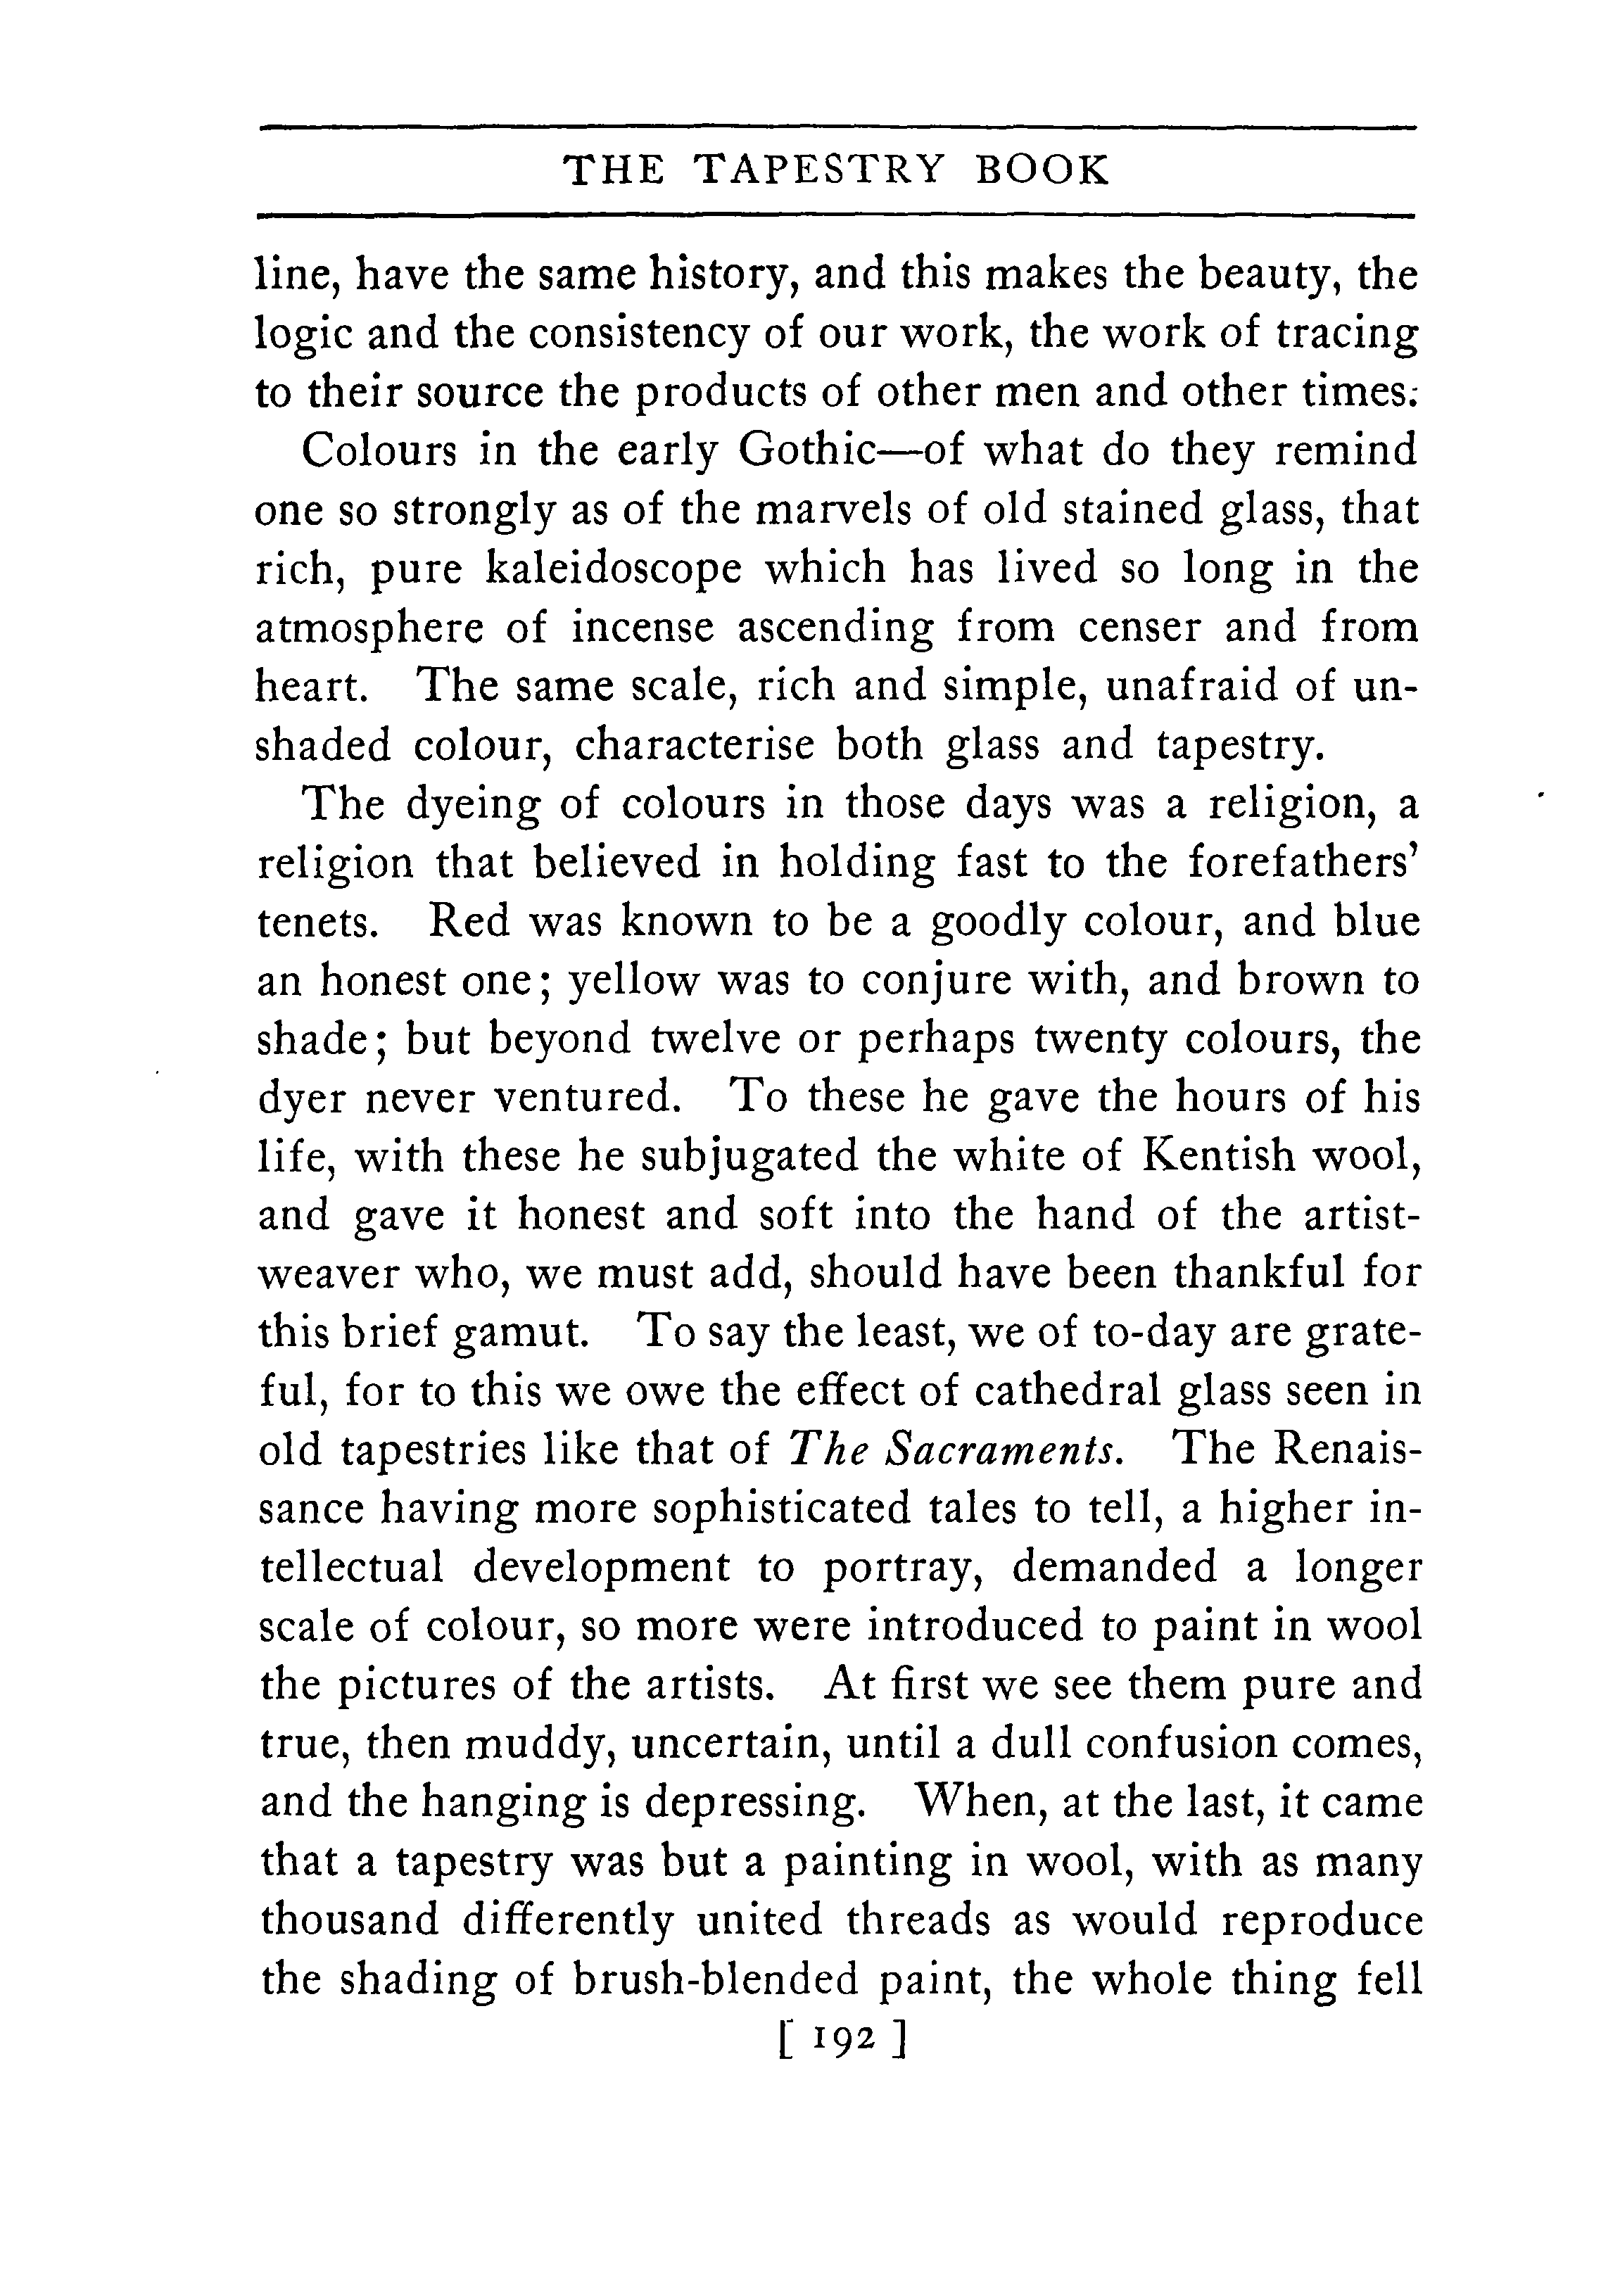 THE TAPESTRY BOOK
line, have the same history, and this makes the beauty, the
logic and the consistency of our work, the work of tracing
to their source the products of other men and other times.
Colours in the early Gothic—of what do they remind
one so strongly as of the marvels of old stained glass, that
rich, pure kaleidoscope which has lived so long in the
atmosphere of incense ascending from censer and from
heart. The same scale, rich and simple, unafraid of un-
shaded colour, characterise both glass and tapestry.
The dyeing of colours in those days was a religion, a
religion that believed in holding fast to the forefathers’
tenets. Red was known to be a goodly colour, and blue
an honest one; yellow was to conjure with, and brown to
shade; but beyond twelve or perhaps twenty colours, the
dyer never ventured. To these he gave the hours of his
life, with these he subjugated the white of Kentish wool,
and gave it honest and soft into the hand of the artist-
weaver who, we must add, should have been thankful for
this brief gamut. To say the least, we of to-day are grate-
ful, for to this we owe the effect of cathedral glass seen in
old tapestries like that of The Sacraments. The Renais-
sance having more sophisticated tales to tell, a higher in-
tellectual development to portray, demanded a longer
scale of colour, so more were introduced to paint in wool
the pictures of the artists. At first we see them pure and
true, then muddy, uncertain, until a dull confusion comes,
and the hanging is depressing. When, at the last, it came
that a tapestry was but a painting in wool, with as many
thousand differently united threads as would reproduce
the shading of brush-blended paint, the whole thing fell
[ 192 ]